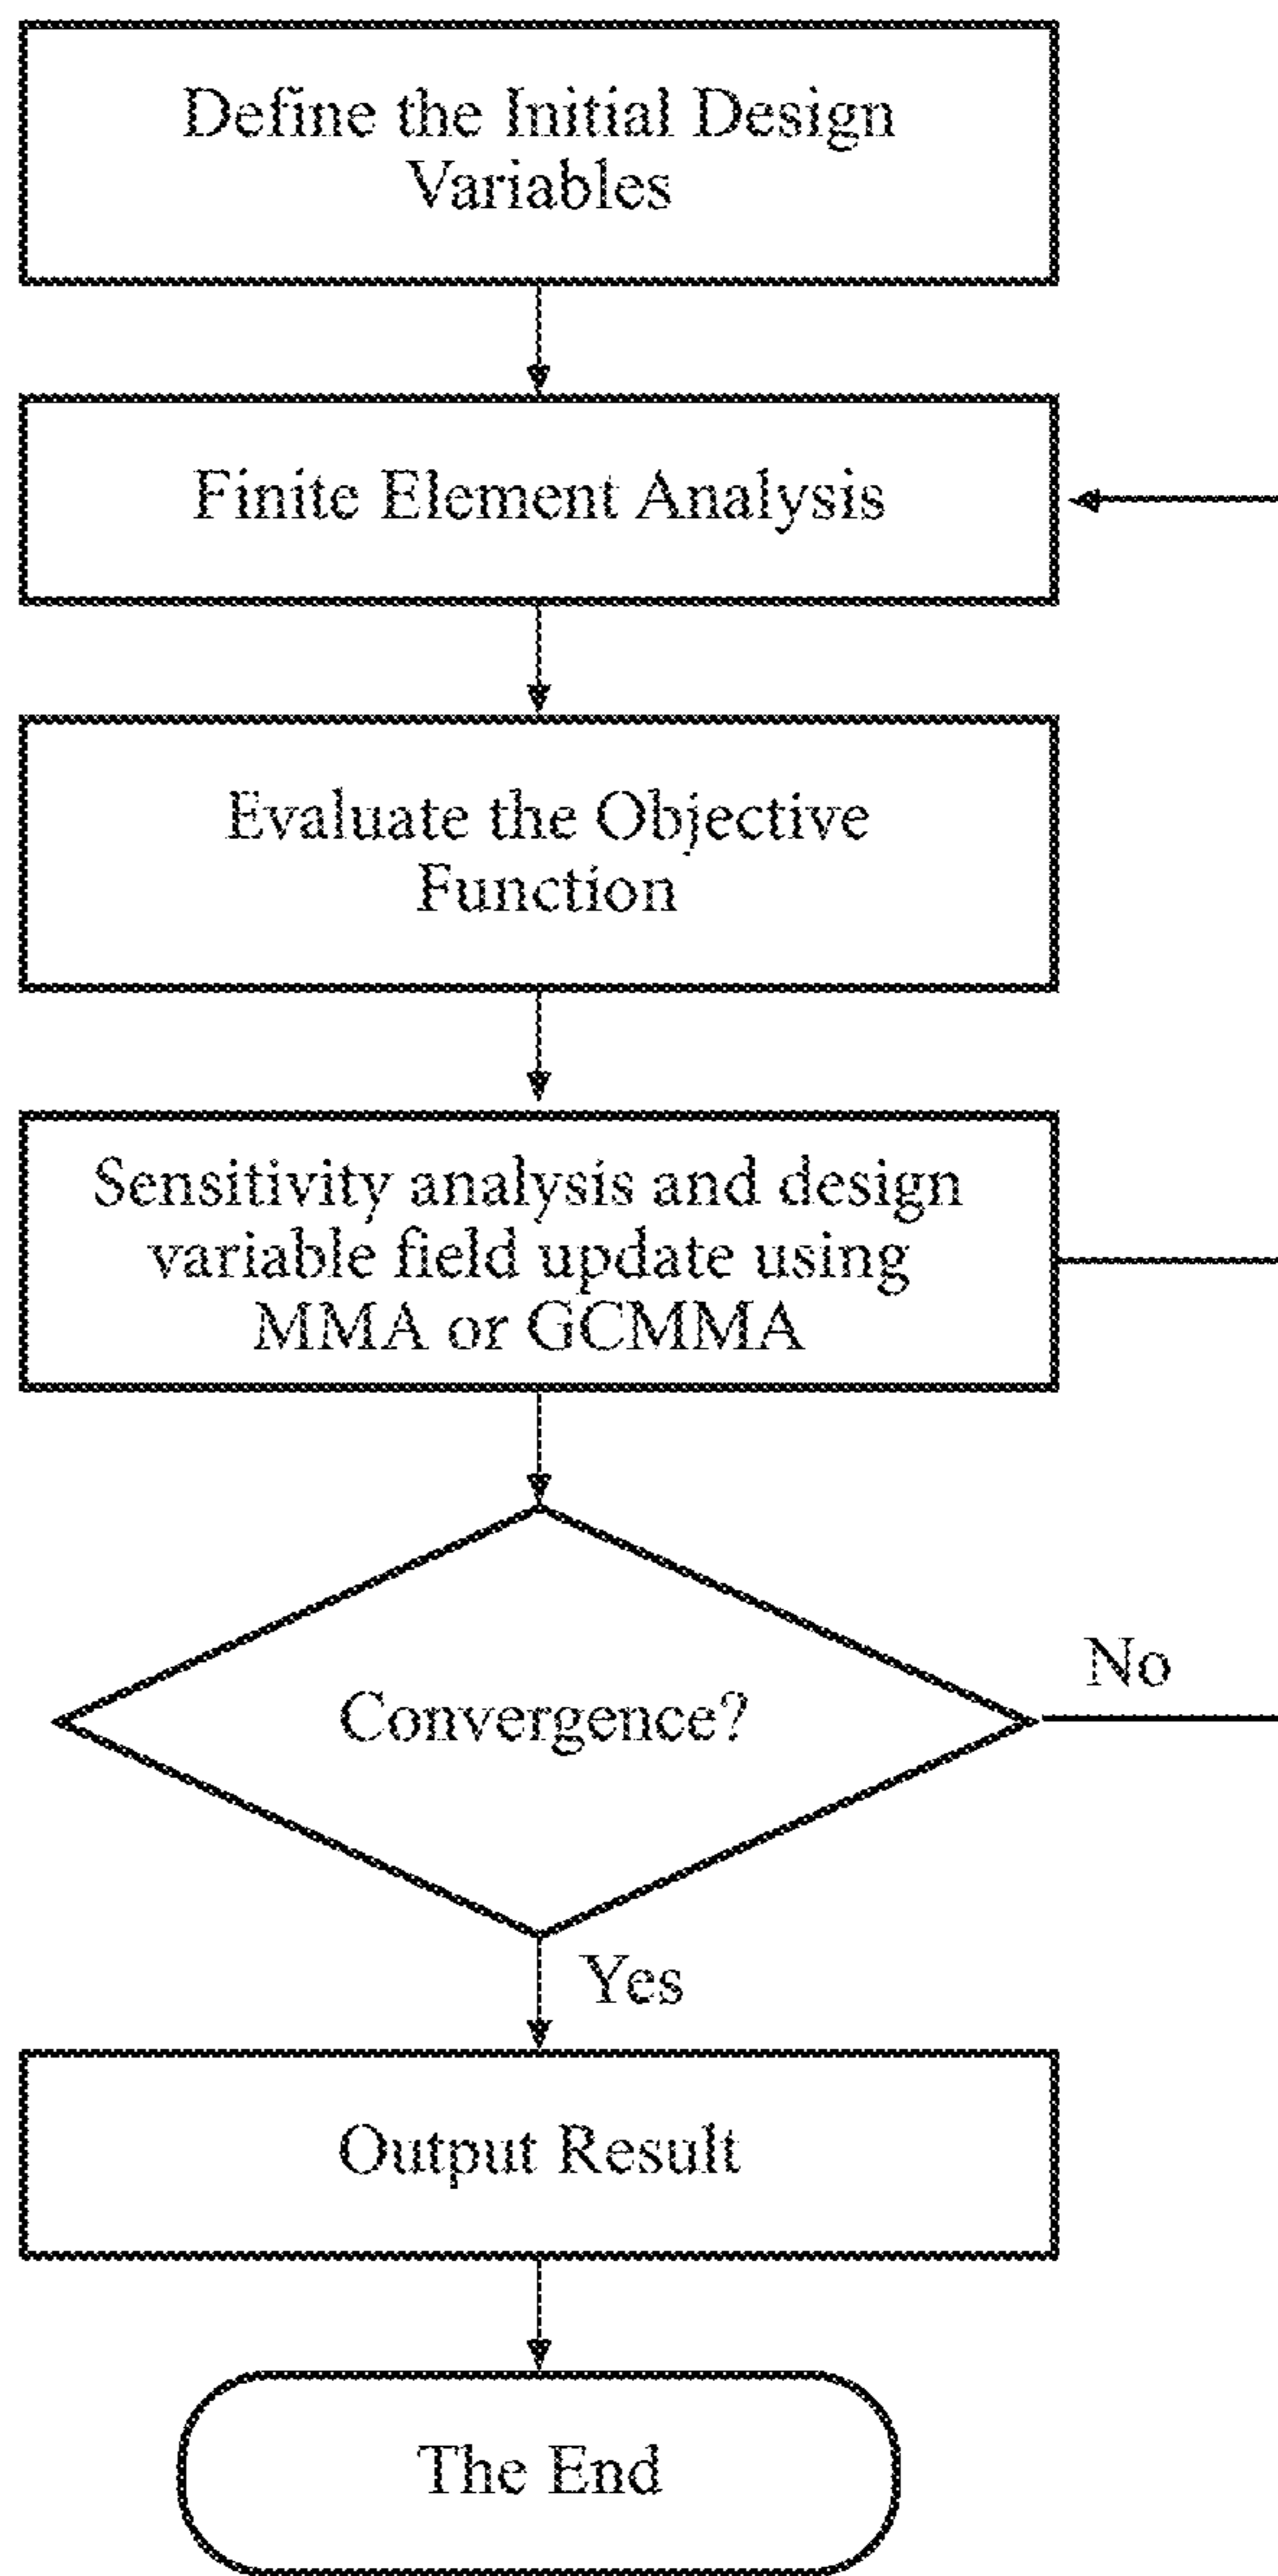 Define the Initial Design
Variables
Finite Element Analysis
Evaluate the Objective
Function
Sensitivity analysis and design
variable field update using
MMA or GCMMA
Convergence?
No
Yes
Output Result
The End